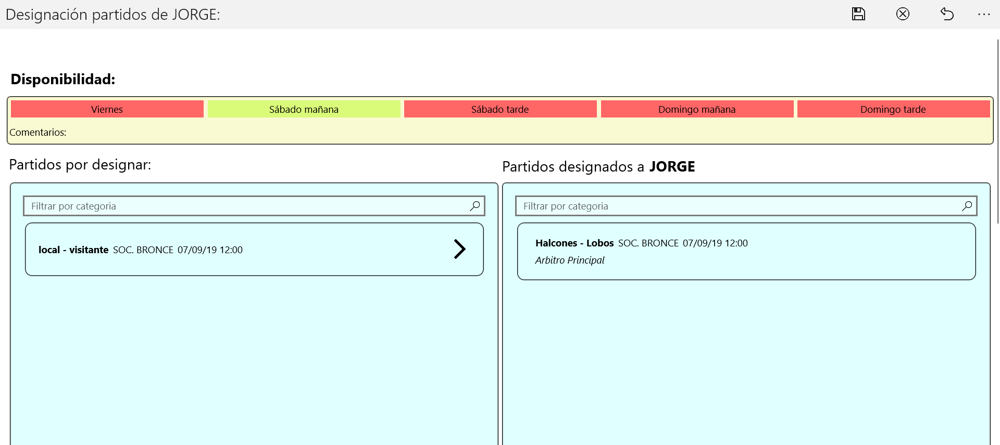 Designación partidos de JORGE:
Disponibilidad:
Viernes
Sábado mañana
Sábado tarde
Domingo mañana
Domingo tarde
Comentarios:
Partidos por designar:
Filtrar por categoria
local - visitante SOC. BRONCE 07/09/19 12:00
Partidos designados a JORGE
Filtrar por categoria
Halcones - Lobos SOC. BRONCE 07/09/19 12:00
Arbitro Principal